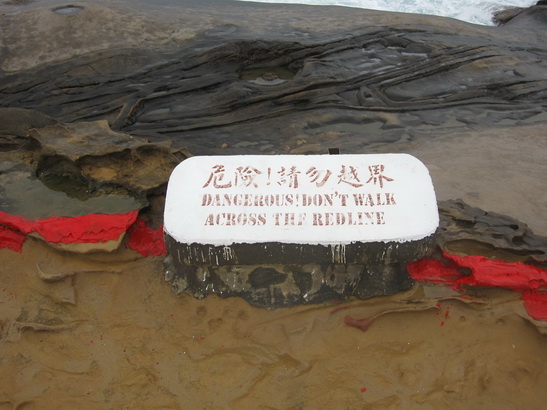 危險!請勿越界
DANGEROUS!DON'T WALK
ACROSS THE REDLINE